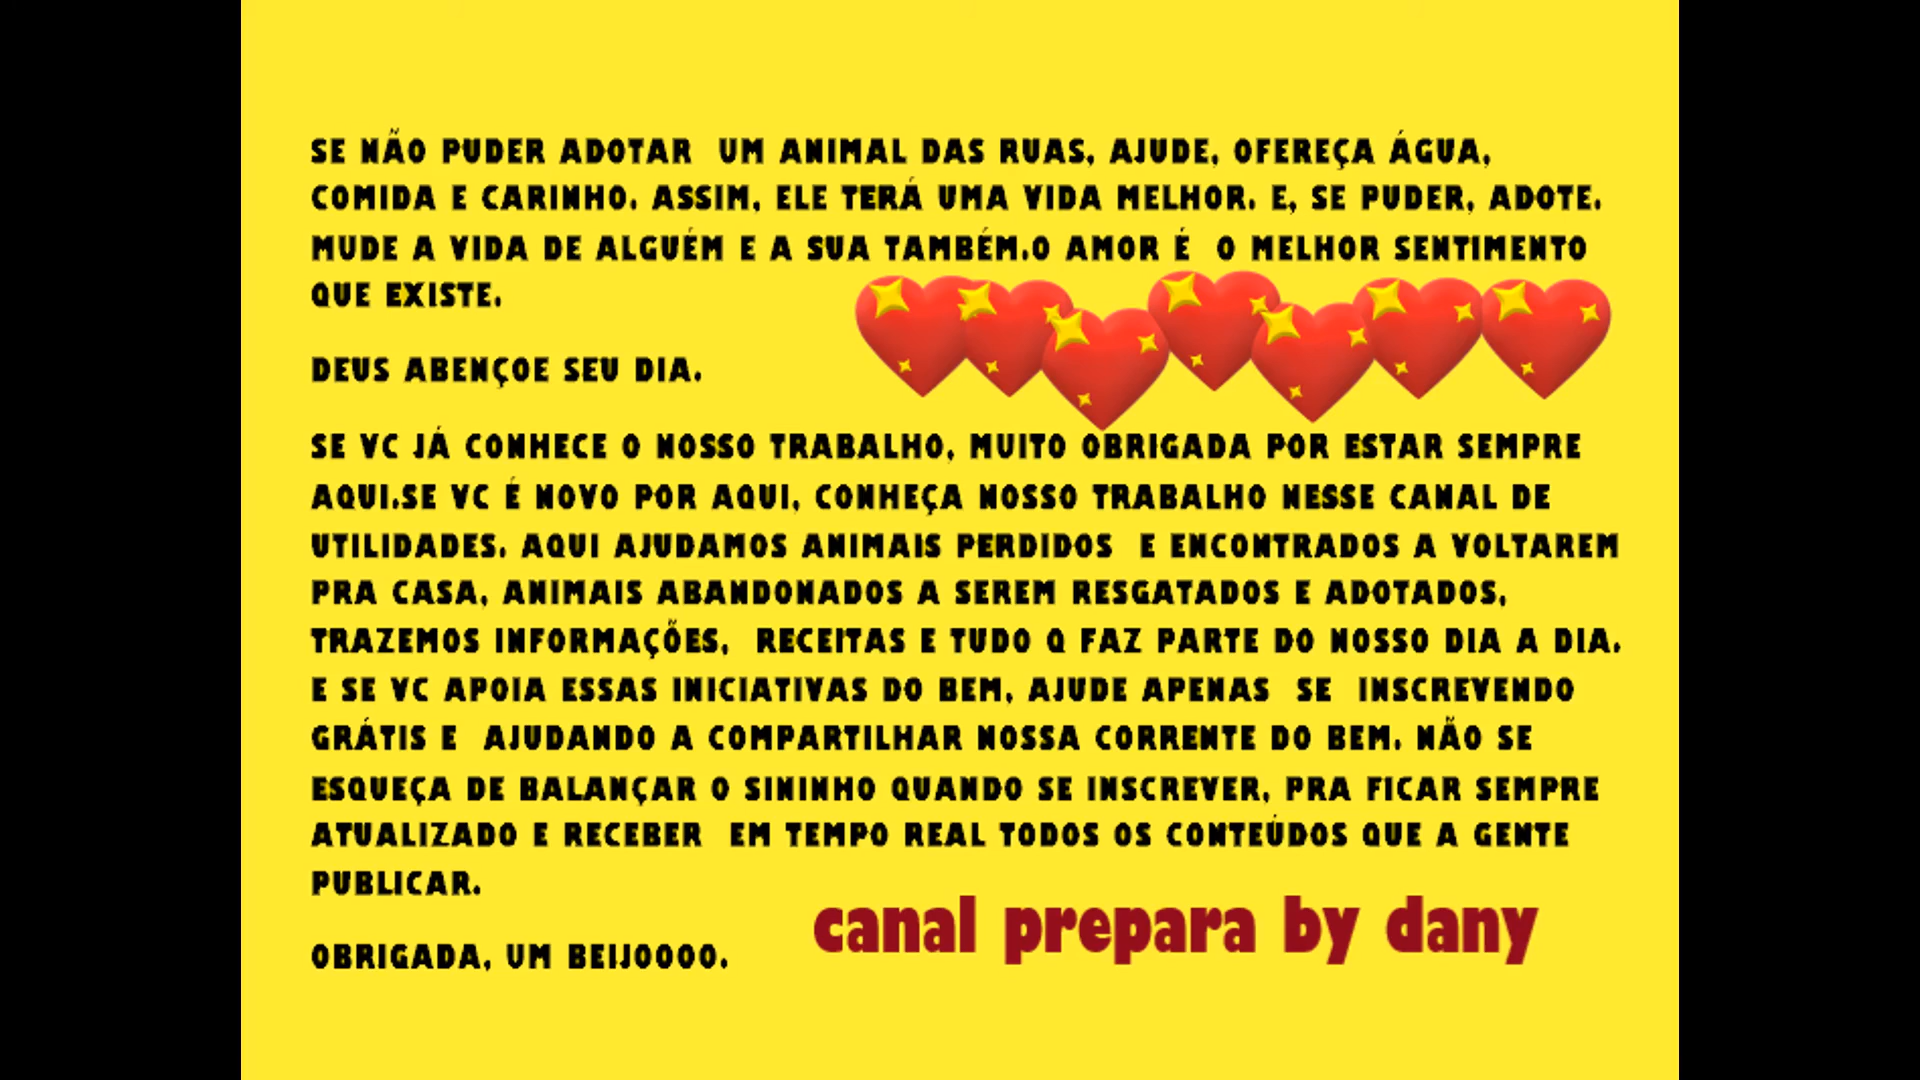 SE NÃO PUDER ADOTAR  UM ANIMAL DAS RUAS, AJUDE, OFEREÇA ÁGUA,
COMIDA E CARINHO. ASSIM, ELE TERÁ UMA VIDA MELHOR. E, SE PUDER, ADOTE.
MUDE A VIDA DE ALGUÉM E A SUA TAMBÉM.O AMOR É  O MELHOR SENTIMENTO
QUE EXISTE.
DEUS ABENÇOE SEU DIA.
SE VC JÁ CONHECE O NOSSO TRABALHO, MUITO OBRIGADA POR ESTAR SEMPRE
AQUI.SE VC É NOVO POR AQUI, CONHEÇA NOSSO TRABALHO NESSE CANAL DE
UTILIDADES. AQUI AJUDAMOS ANIMAIS PERDIDOS  E ENCONTRADOS A VOLTAREM
PRA CASA, ANIMAIS ABANDONADOS A SEREM RESGATADOS E ADOTADOS,
TRAZEMOS INFORMAÇÕES,  RECEITAS E TUDO Q FAZ PARTE DO NOSSO DIA A DIA.
E SE VC APOIA ESSAS INICIATIVAS DO BEM, AJUDE APENAS  SE  INSCREVENDO
GRÁTIS E  AJUDANDO A COMPARTILHAR NOSSA CORRENTE DO BEM. NÃO SE
ESQUEÇA DE BALANÇAR O SININHO QUANDO SE INSCREVER, PRA FICAR SEMPRE
ATUALIZADO E RECEBER  EM TEMPO REAL TODOS OS CONTEÚDOS QUE A GENTE
PUBLICAR.
OBRIGADA, UM BEIJOOOO.
canal prepara by dany